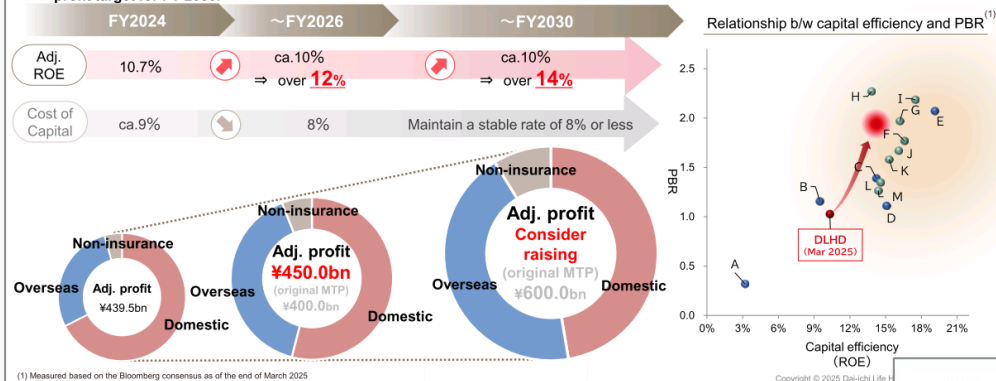 profit target for FY2030.
FY2024
～FY2026
～FY2030
Adj.
ROE
10.7%
ca.10%
⇒ over 12%
ca.10%
⇒ over 14%
Cost of
Capital
ca.9%
8%
Maintain a stable rate of 8% or less
Non-insurance
Overseas
Adj. profit
¥439.5bn
Domestic
Non-insurance
Overseas
Adj. profit
¥450.0bn
(original MTP)
¥400.0bn
Domestic
Non-insurance
Overseas
Adj. profit
Consider
raising
(original MTP)
¥600.0bn
Domestic
(1) Measured based on the Bloomberg consensus as of the end of March 2025
Relationship b/w capital efficiency and PBR(1)
PBR
2.5
2.0
1.5
1.0
0.5
0.0
0%
3%
6%
9%
12%
15%
18%
21%
H
I
G
E
F
J
K
C
L
M
B
D
A
DLHD
(Mar 2025)
Capital efficiency
（ROE）
Copyright © 2025 Dai-ichi Life H